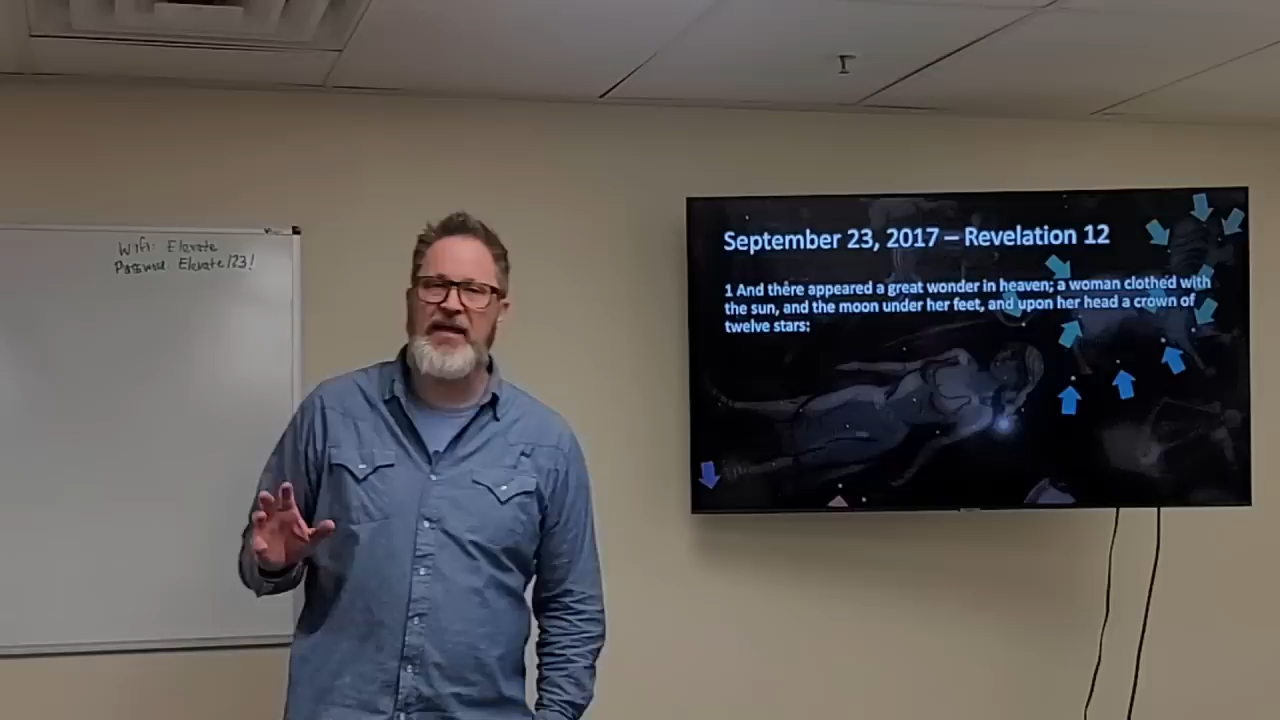 Wifi: Elevate
Password: Elevate123!
September 23, 2017 – Revelation 12
1 And there appeared a great wonder in heaven; a woman clothed with
the sun, and the moon under her feet, and upon her head a crown of
twelve stars: